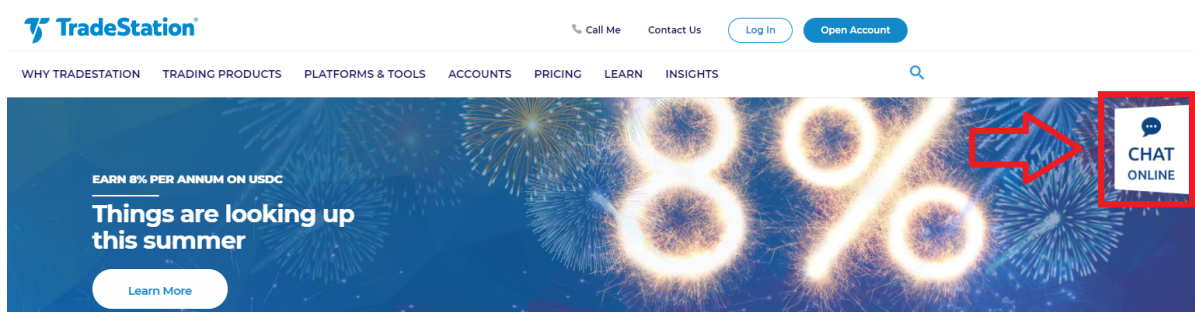 TradeStation®
Call Me Contact Us Log In Open Account
WHY TRADESTATION TRADING PRODUCTS PLATFORMS & TOOLS ACCOUNTS PRICING LEARN INSIGHTS
8%
CHAT
ONLINE
EARN 8% PER ANNUM ON USDC
Things are looking up
this summer
Learn More